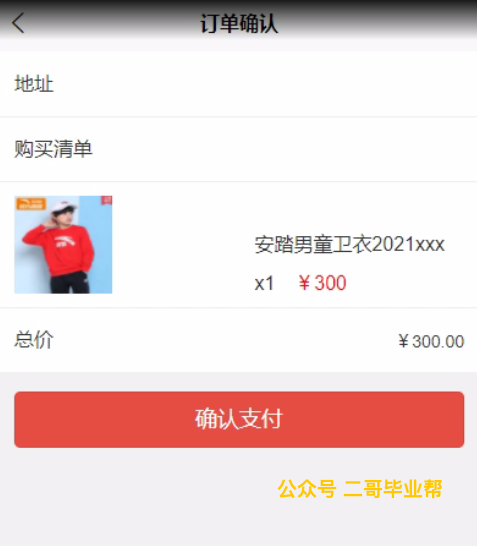 订单确认
地址
购买清单
安踏男童卫衣2021xxx
x1 ￥300
总价 ￥300.00
确认支付
公众号 二哥毕业帮